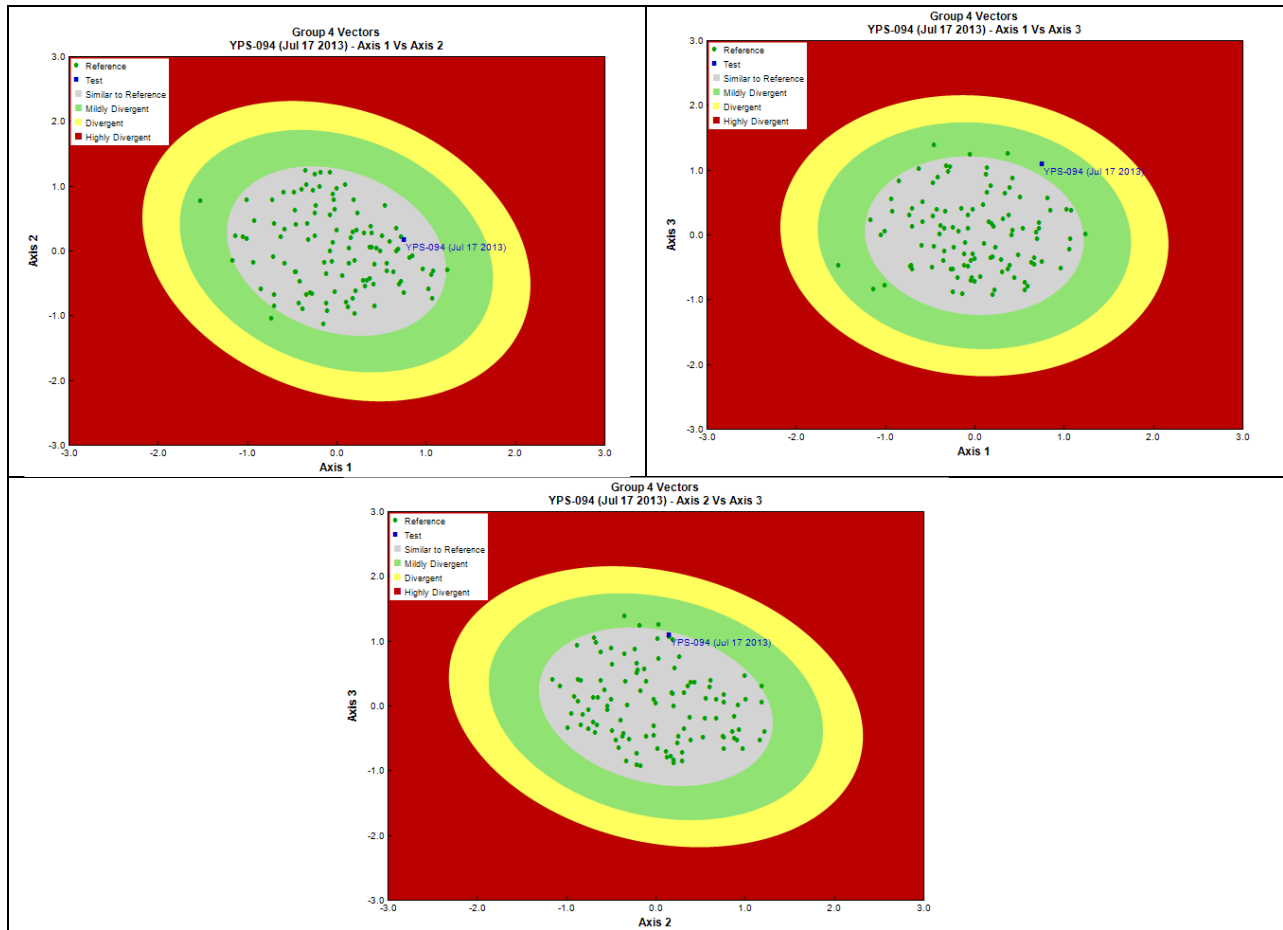 Group 4 Vectors
YPS-094 (Jul 17 2013) - Axis 1 Vs Axis 2
3.0
2.0
1.0
0.0
-1.0
-2.0
-3.0
Axis 2
Reference
Test
Similar to Reference
Mildly Divergent
Divergent
Highly Divergent
YPS-094 (Jul 17 2013)
-3.0 -2.0 -1.0 0.0 1.0 2.0 3.0
Axis 1
Group 4 Vectors
YPS-094 (Jul 17 2013) - Axis 1 Vs Axis 3
3.0
2.0
1.0
0.0
-1.0
-2.0
-3.0
Axis 3
Reference
Test
Similar to Reference
Mildly Divergent
Divergent
Highly Divergent
YPS-094 (Jul 17 2013)
-3.0 -2.0 -1.0 0.0 1.0 2.0 3.0
Axis 1
Group 4 Vectors
YPS-094 (Jul 17 2013) - Axis 2 Vs Axis 3
3.0
2.0
1.0
0.0
-1.0
-2.0
-3.0
Axis 3
Reference
Test
Similar to Reference
Mildly Divergent
Divergent
Highly Divergent
YPS-094 (Jul 17 2013)
-3.0 -2.0 -1.0 0.0 1.0 2.0 3.0
Axis 2